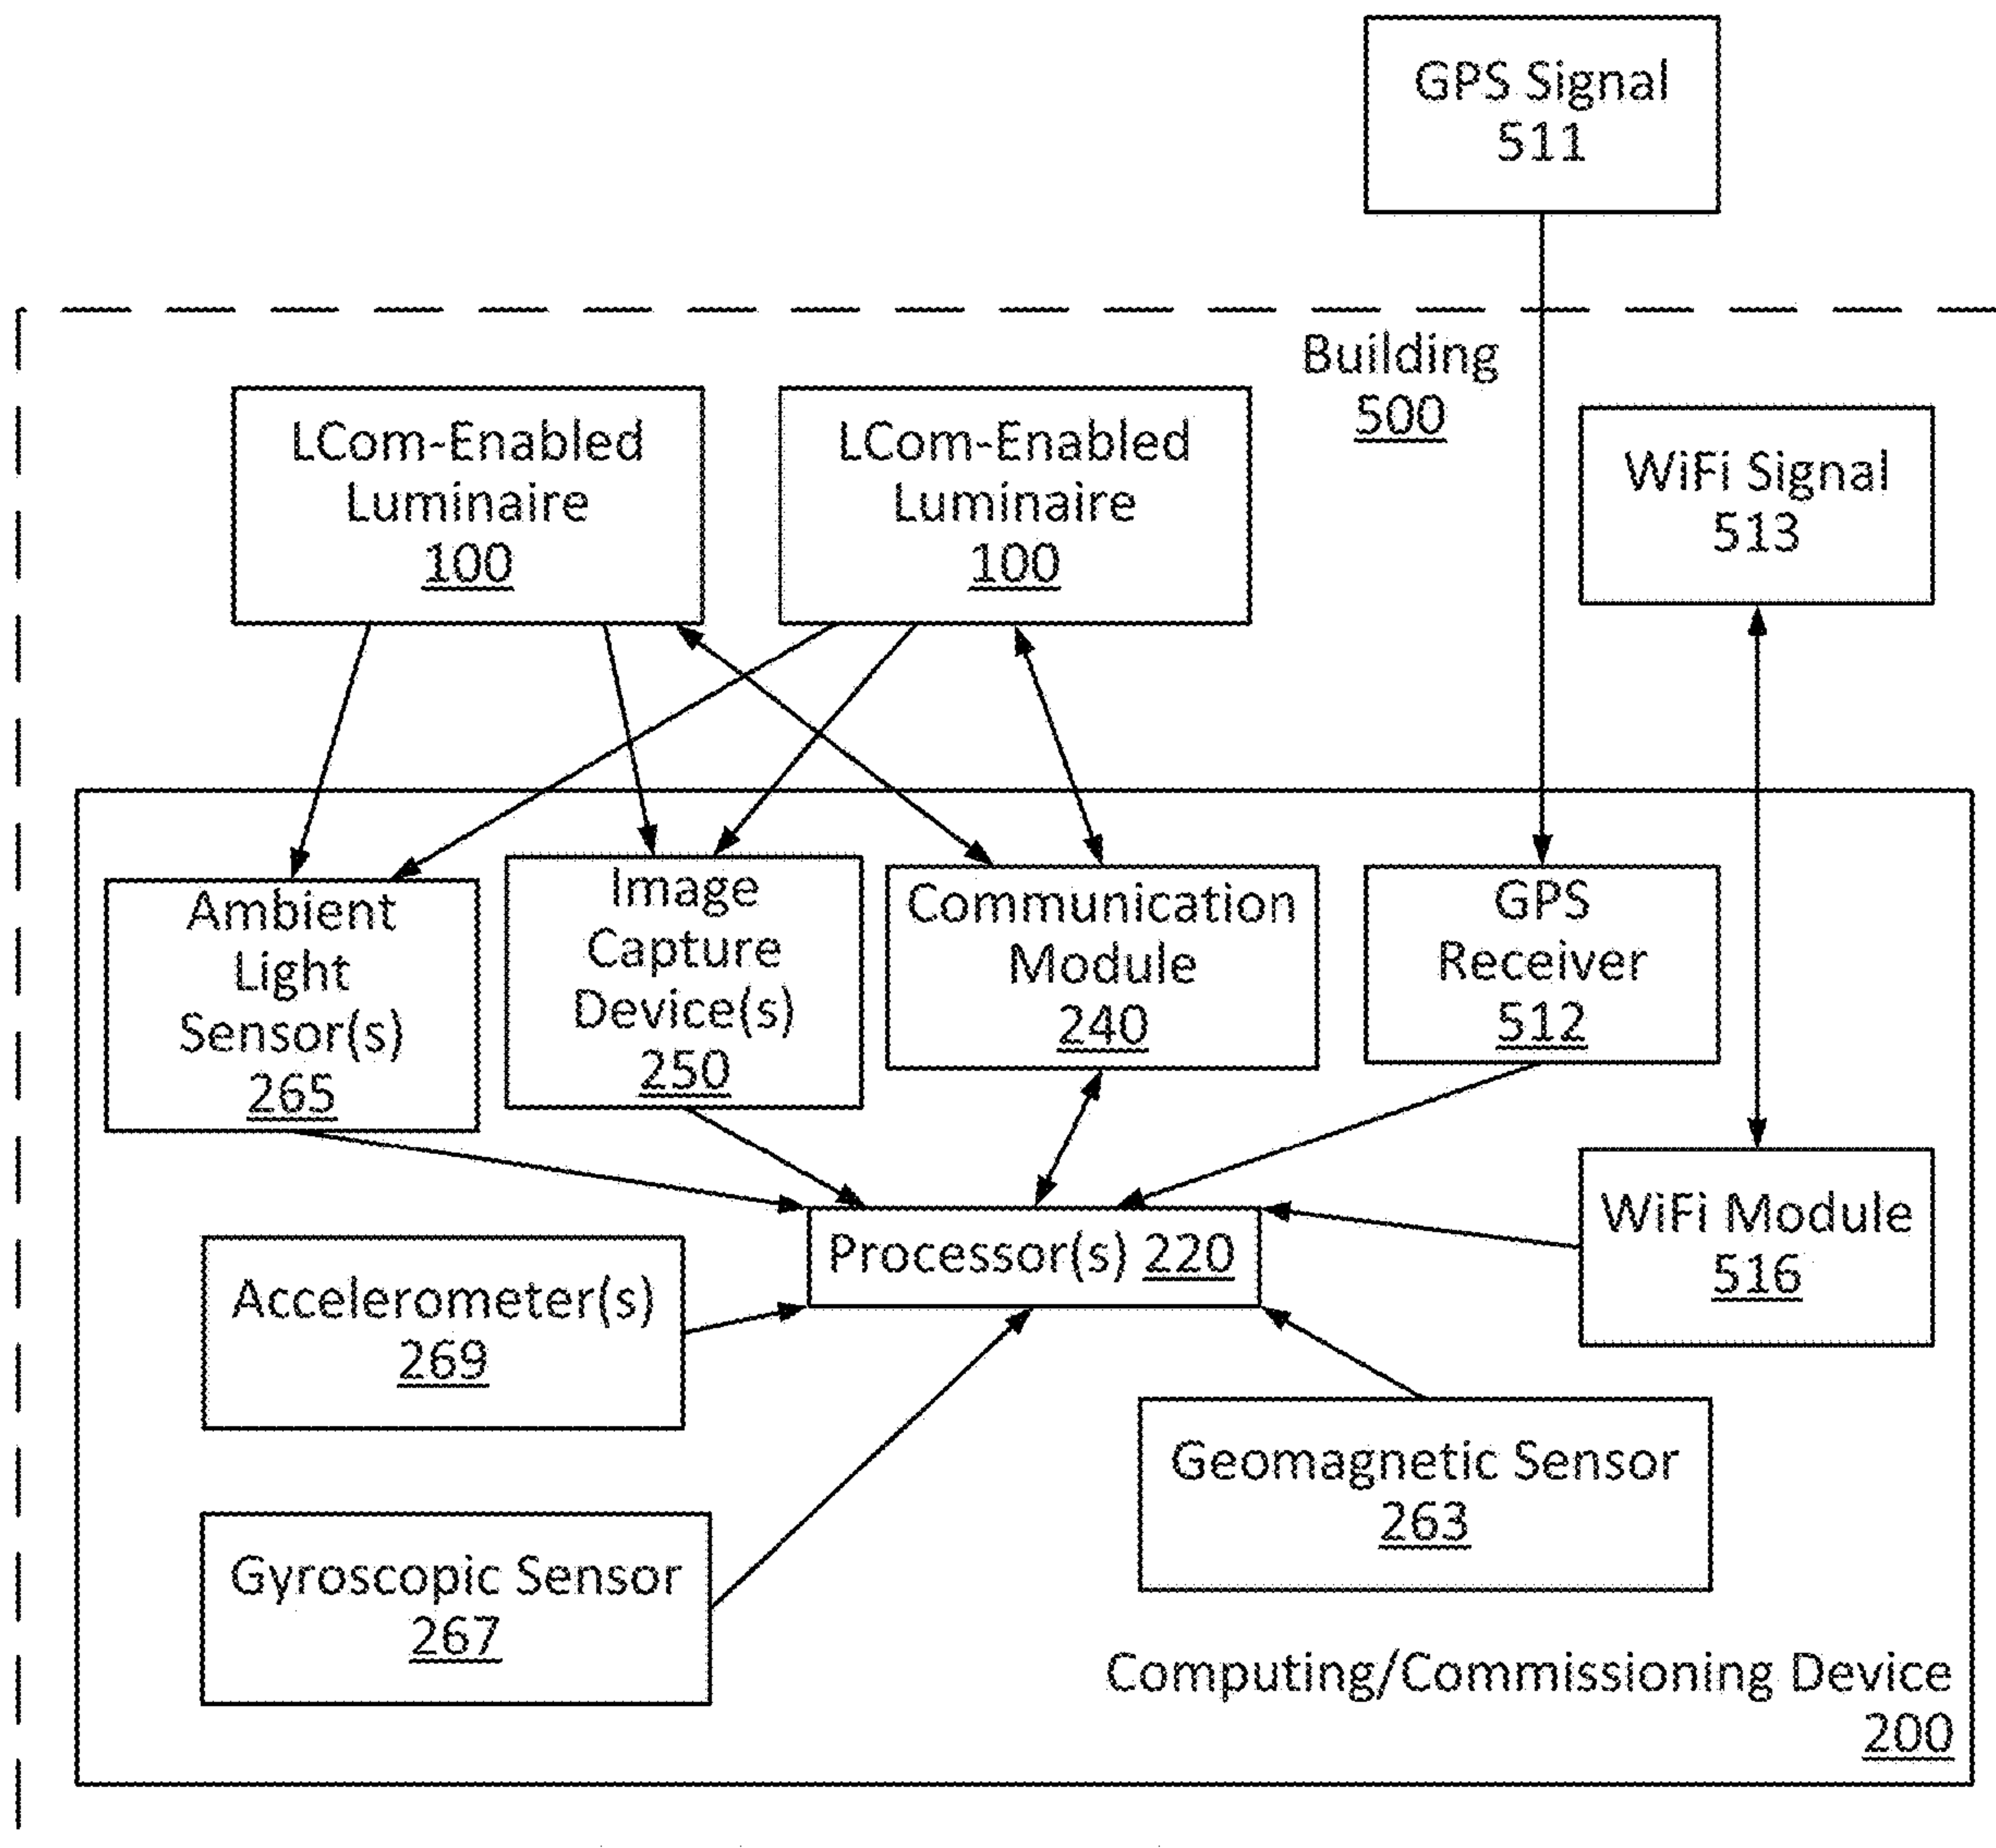 GPS Signal
511
Building
500
LCom-Enabled
Luminaire
100
LCom-Enabled
Luminaire
100
WiFi Signal
513
Ambient
Light
Sensor(s)
265
Image
Capture
Device(s)
250
Communication
Module
240
GPS
Receiver
512
WiFi Module
516
Processor(s) 220
Accelerometer(s)
269
Geomagnetic Sensor
263
Gyroscopic Sensor
267
Computing/Commissioning Device
200